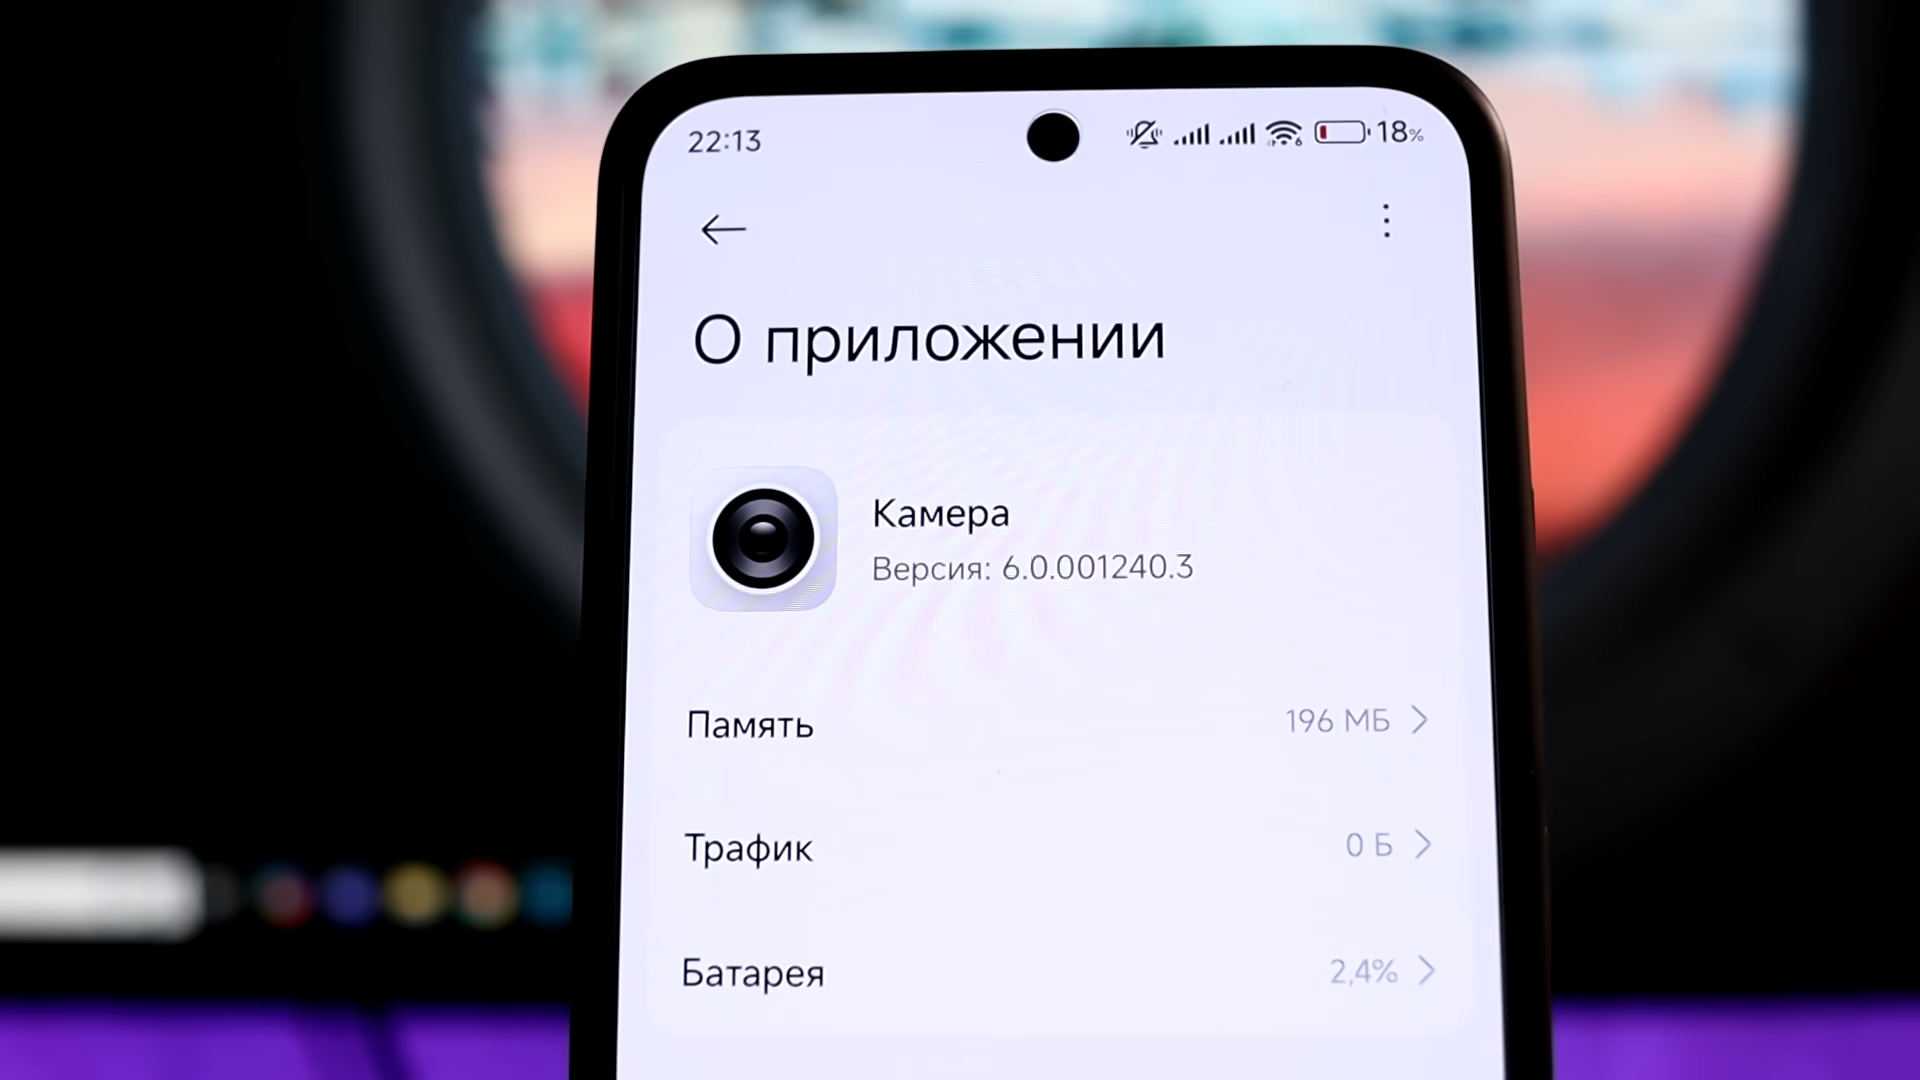 22:13
18%
О приложении
Камера
Версия: 6.0.001240.3
Память 196 МБ
Трафик 0 Б
Батарея 2,4%